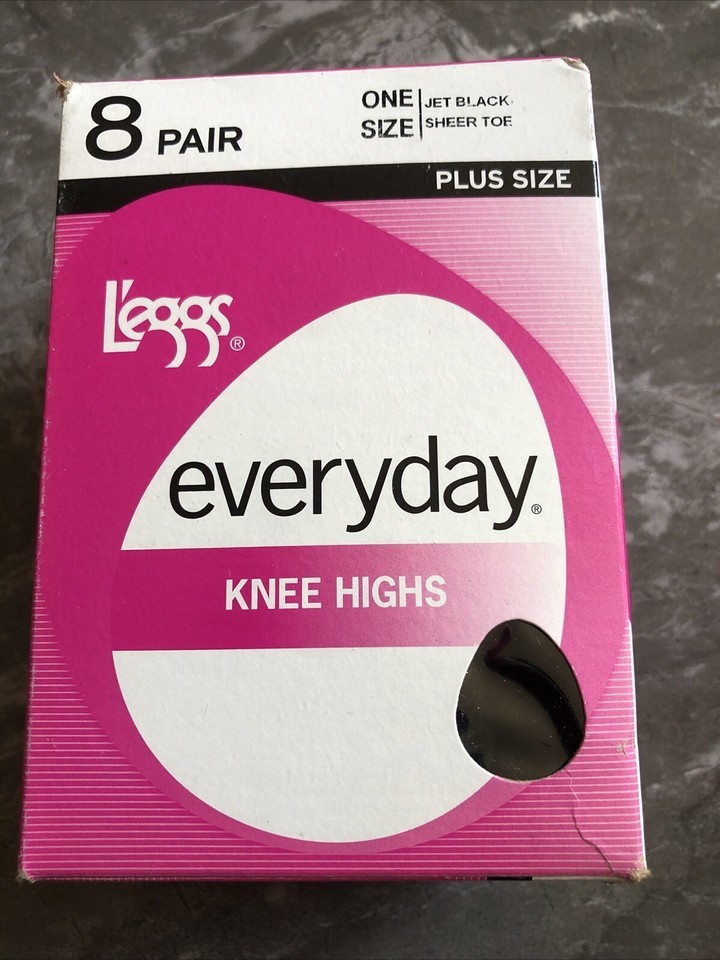 8 PAIR
ONE SIZE
JET BLACK
SHEER TOE
PLUS SIZE
L'eggs®
everyday®
KNEE HIGHS